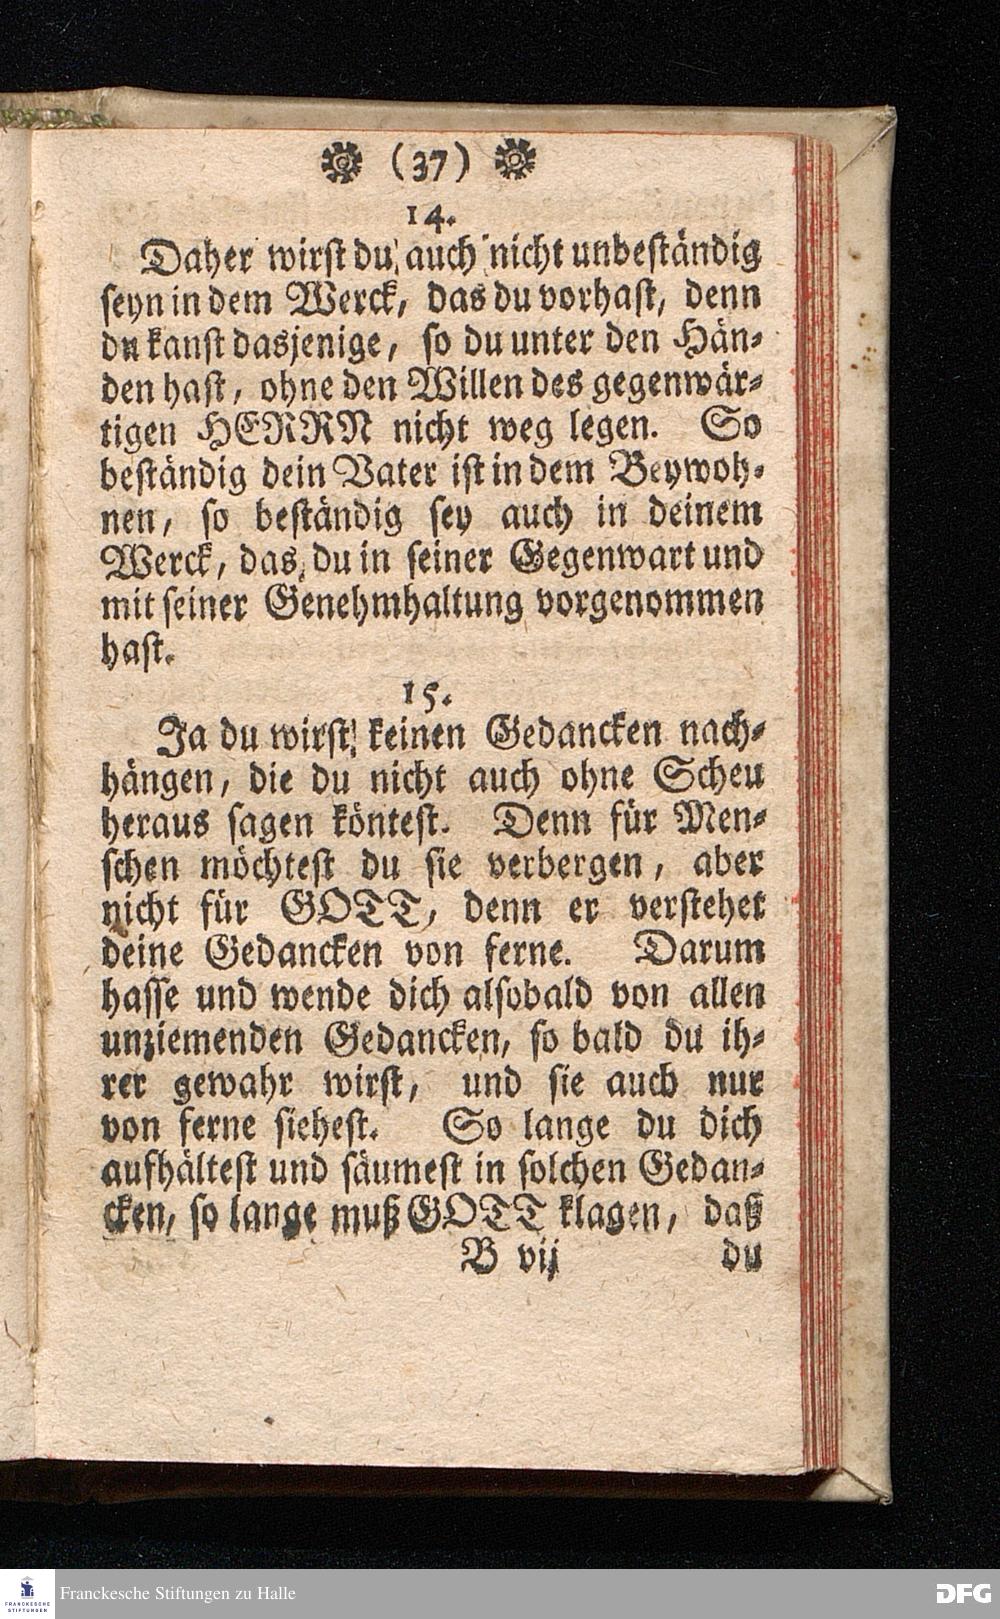 (37)
14.
Daher wirst du auch nicht unbeständig
seyn in dem Werck, das du vorhast, denn
du kanst dasjenige, so du unter den Hän-
den hast, ohne den Willen des gegenwär-
tigen HERRN nicht weg legen. So
beständig dein Vater ist in dem Beywoh-
nen, so beständig sey auch in deinem
Werck, das du in seiner Gegenwart und
mit seiner Genehmhaltung vorgenommen
hast.
15.
Ja du wirst keinen Gedancken nach-
hängen, die du nicht auch ohne Scheu
heraus sagen köntest. Denn für Men-
schen möchtest du sie verbergen, aber
nicht für GOTT, denn er verstehet
deine Gedancken von ferne. Darum
hasse und wende dich alsobald von allen
unziemenden Gedancken, so bald du ih-
rer gewahr wirst, und sie auch nur
von ferne siehest. So lange du dich
aufhältest und säumest in solchen Gedan-
cken, so lange muß GOTT klagen, daß
B vij du
FRANCKESCHE STIFTUNGEN
Franckesche Stiftungen zu Halle
DFG